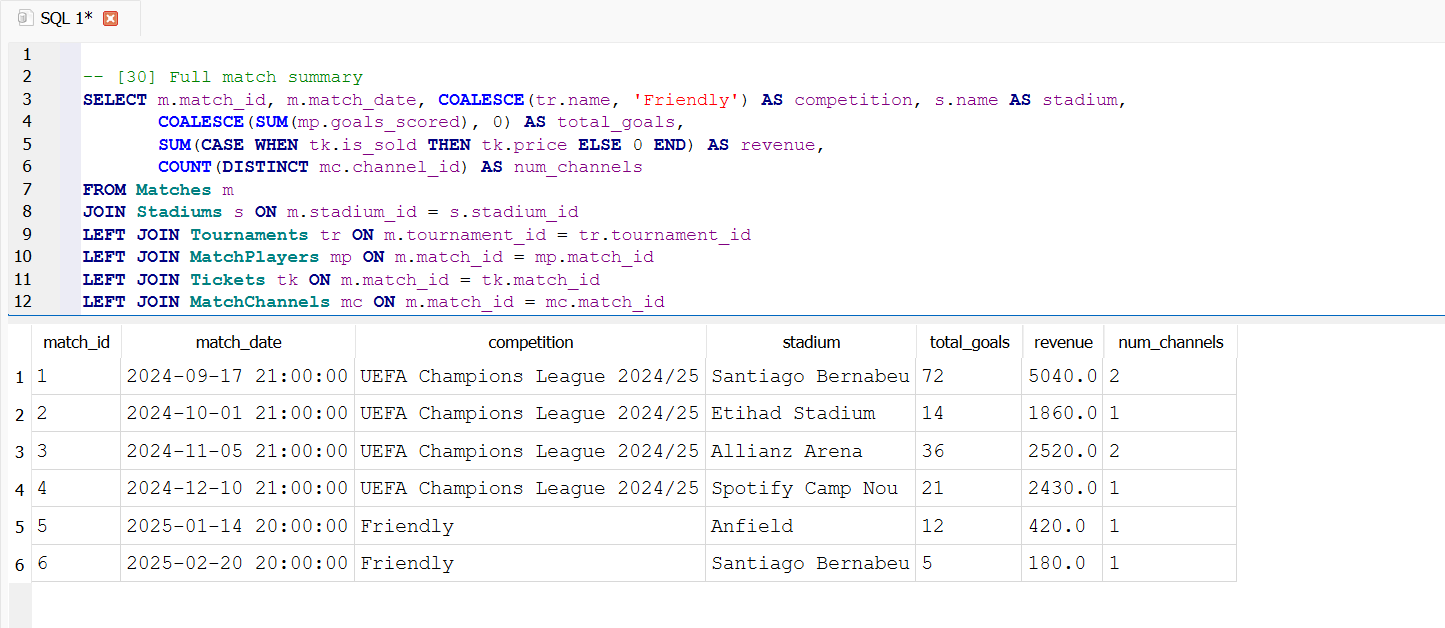 SQL 1*
1
2 -- [30] Full match summary
3 SELECT m.match_id, m.match_date, COALESCE(tr.name, 'Friendly') AS competition, s.name AS stadium,
4 COALESCE(SUM(mp.goals_scored), 0) AS total_goals,
5 SUM(CASE WHEN tk.is_sold THEN tk.price ELSE 0 END) AS revenue,
6 COUNT(DISTINCT mc.channel_id) AS num_channels
7 FROM Matches m
8 JOIN Stadiums s ON m.stadium_id = s.stadium_id
9 LEFT JOIN Tournaments tr ON m.tournament_id = tr.tournament_id
10 LEFT JOIN MatchPlayers mp ON m.match_id = mp.match_id
11 LEFT JOIN Tickets tk ON m.match_id = tk.match_id
12 LEFT JOIN MatchChannels mc ON m.match_id = mc.match_id
match_id match_date competition stadium total_goals revenue num_channels
1 1 2024-09-17 21:00:00 UEFA Champions League 2024/25 Santiago Bernabeu 72 5040.0 2
2 2 2024-10-01 21:00:00 UEFA Champions League 2024/25 Etihad Stadium 14 1860.0 1
3 3 2024-11-05 21:00:00 UEFA Champions League 2024/25 Allianz Arena 36 2520.0 2
4 4 2024-12-10 21:00:00 UEFA Champions League 2024/25 Spotify Camp Nou 21 2430.0 1
5 5 2025-01-14 20:00:00 Friendly Anfield 12 420.0 1
6 6 2025-02-20 20:00:00 Friendly Santiago Bernabeu 5 180.0 1